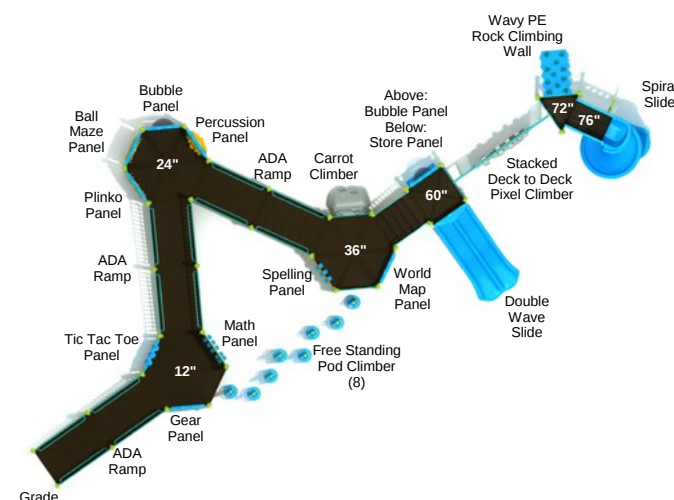 Wavy PE
Rock Climbing
Wall
Spira
Slide
72"
76"
Bubble
Panel
Above:
Bubble Panel
Below:
Store Panel
Ball
Maze
Panel
Percussion
Panel
24"
ADA
Ramp
Carrot
Climber
Stacked
Deck to Deck
Pixel Climber
60"
Plinko
Panel
36"
ADA
Ramp
Spelling
Panel
World
Map
Panel
Double
Wave
Slide
Tic Tac Toe
Panel
Math
Panel
Free Standing
Pod Climber
(8)
12"
Gear
Panel
ADA
Ramp
Grade